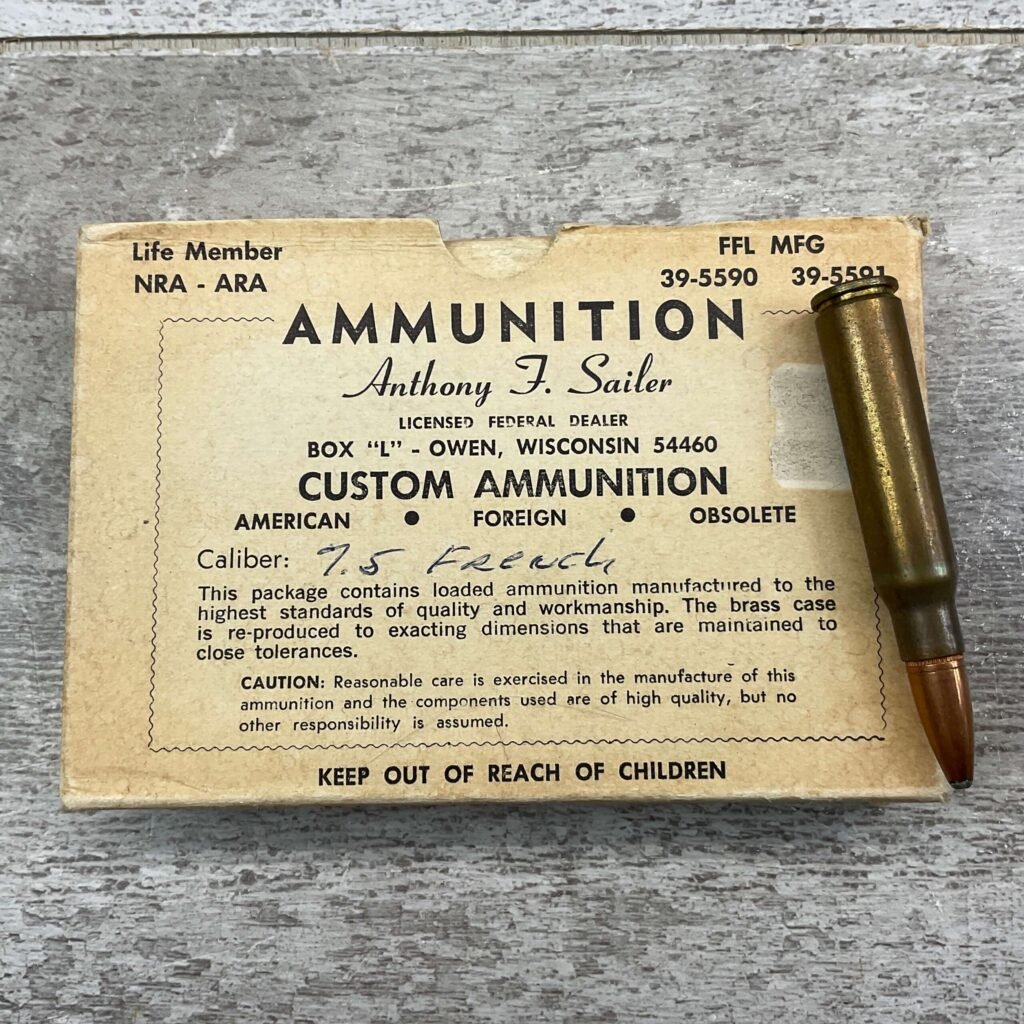 Life Member FFL MFG
NRA - ARA 39-5590 39-5591
AMMUNITION
Anthony F. Sailer
LICENSED FEDERAL DEALER
BOX "L" - OWEN, WISCONSIN 54460
CUSTOM AMMUNITION
AMERICAN • FOREIGN • OBSOLETE
Caliber: 7.5 FRENCH
This package contains loaded ammunition manufactured to the
highest standards of quality and workmanship. The brass case
is re-produced to exacting dimensions that are maintained to
close tolerances.
CAUTION: Reasonable care is exercised in the manufacture of this
ammunition and the components used are of high quality, but no
other responsibility is assumed.
KEEP OUT OF REACH OF CHILDREN